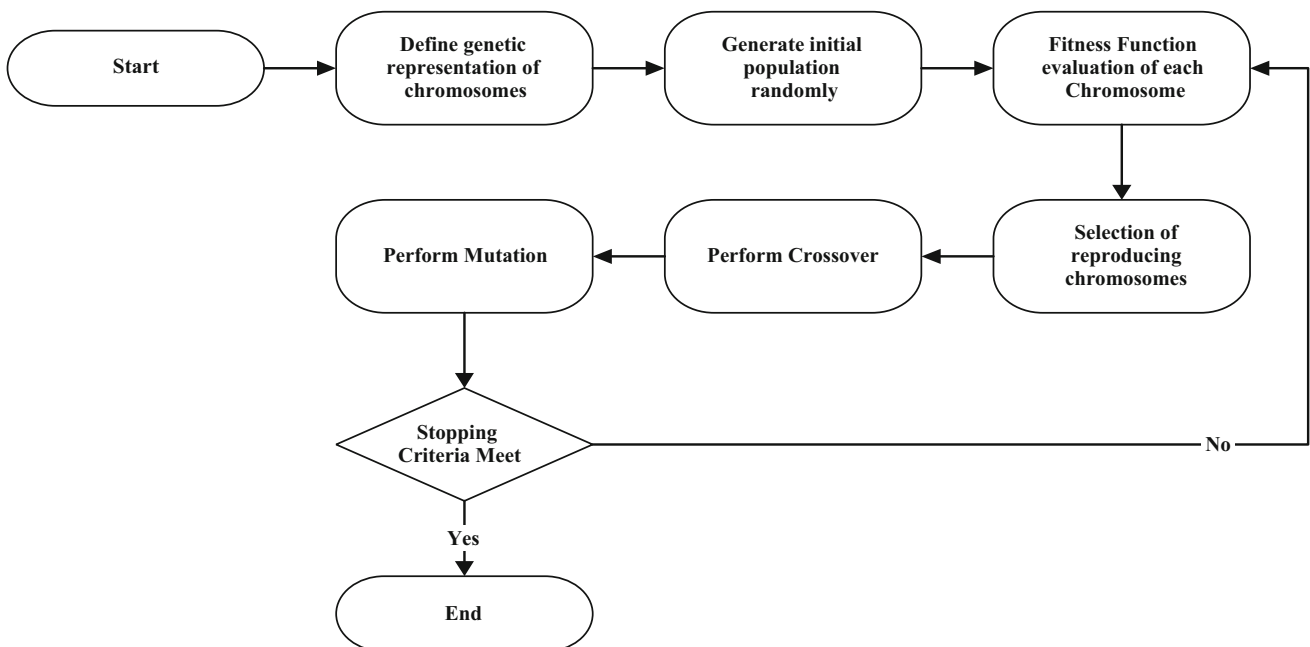 Start
Define genetic
representation of
chromosomes
Generate initial
population
randomly
Fitness Function
evaluation of each
Chromosome
Selection of
reproducing
chromosomes
Perform Crossover
Perform Mutation
Stopping
Criteria Meet
No
Yes
End